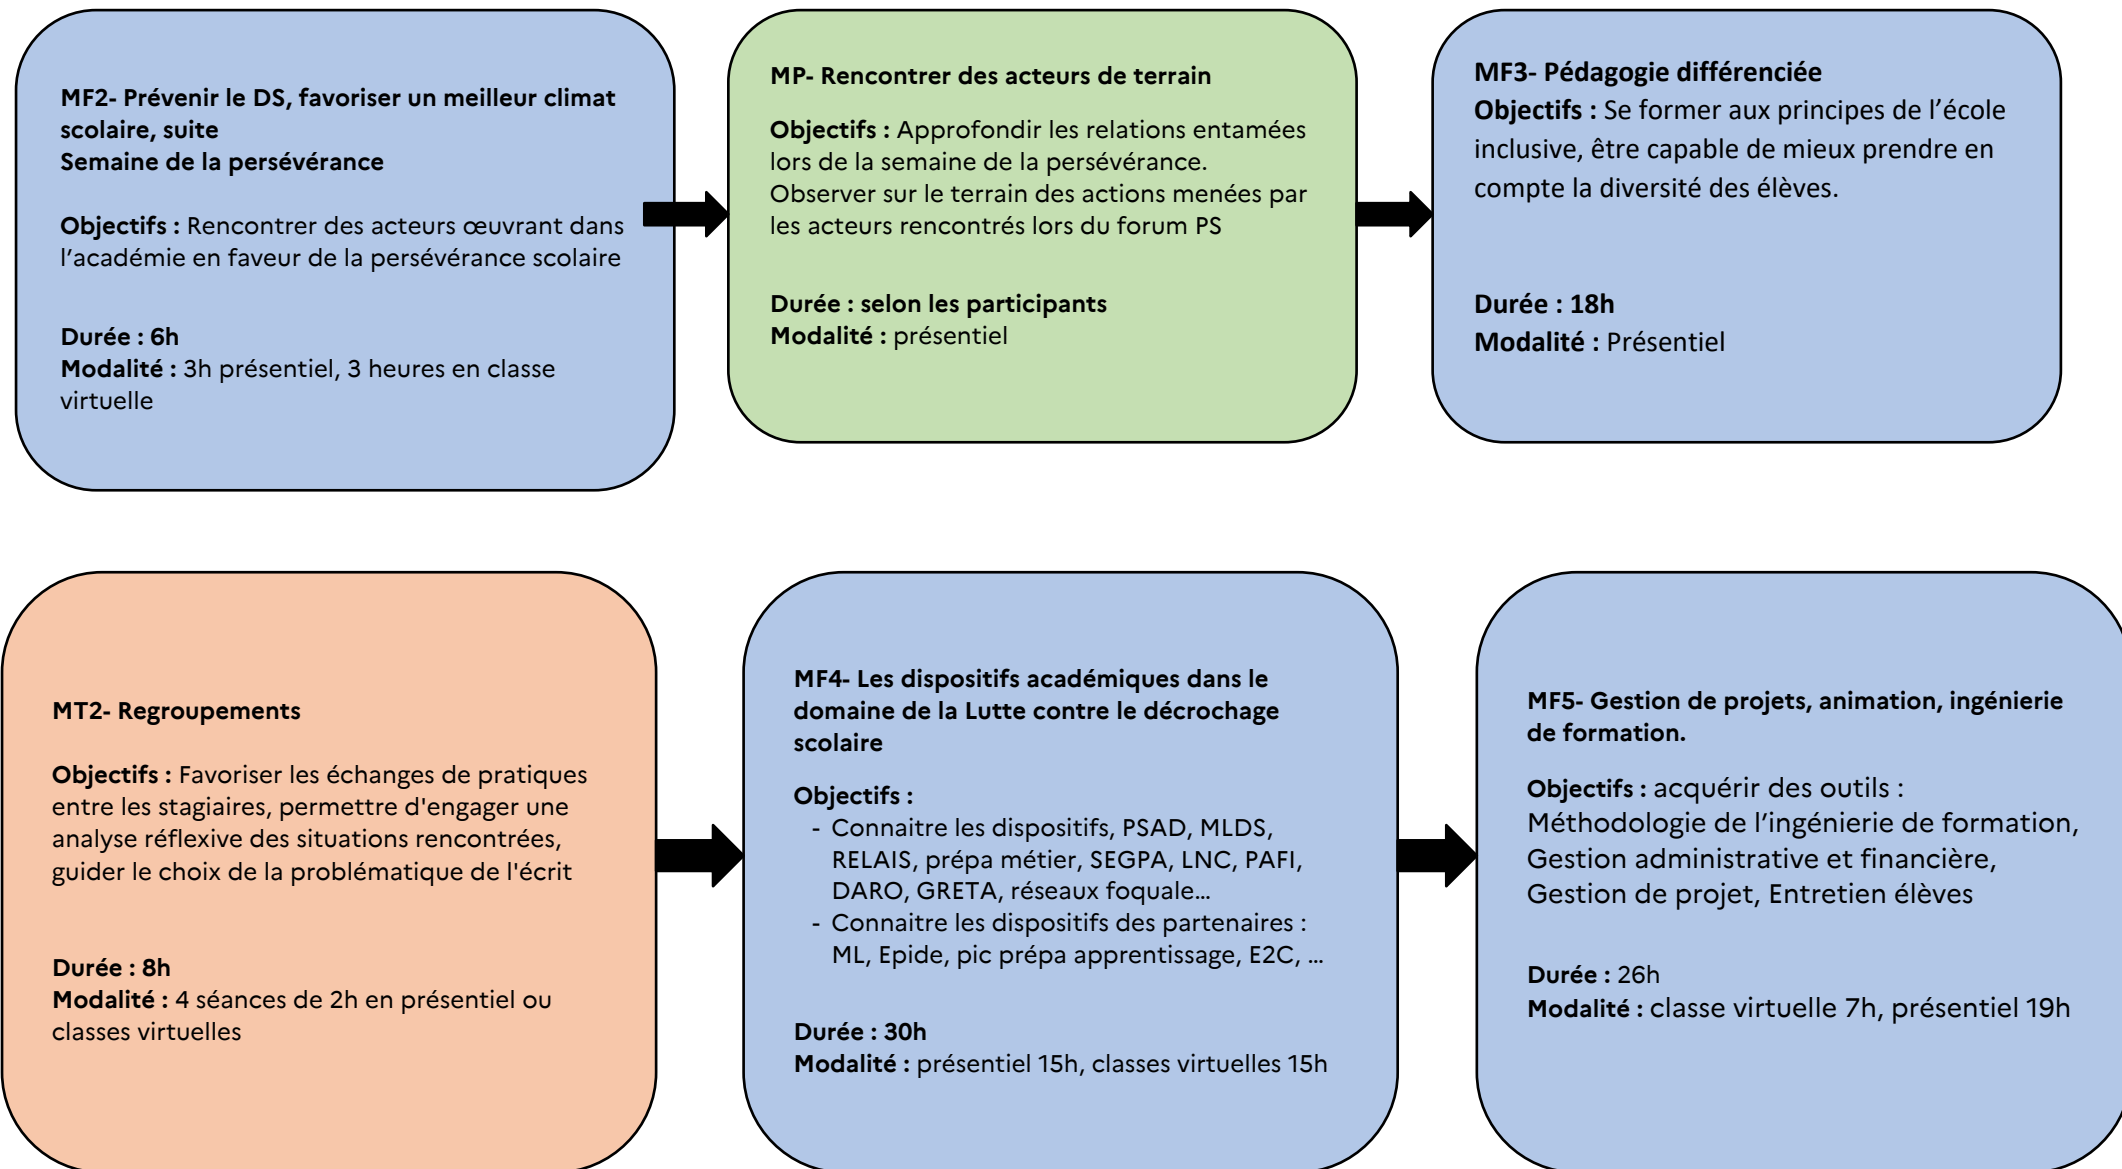 MF2- Prévenir le DS, favoriser un meilleur climat
scolaire, suite
Semaine de la persévérance
Objectifs : Rencontrer des acteurs œuvrant dans
l’académie en faveur de la persévérance scolaire
Durée : 6h
Modalité : 3h présentiel, 3 heures en classe
virtuelle
MP- Rencontrer des acteurs de terrain
Objectifs : Approfondir les relations entamées
lors de la semaine de la persévérance.
Observer sur le terrain des actions menées par
les acteurs rencontrés lors du forum PS
Durée : selon les participants
Modalité : présentiel
MF3- Pédagogie différenciée
Objectifs : Se former aux principes de l’école
inclusive, être capable de mieux prendre en
compte la diversité des élèves.
Durée : 18h
Modalité : Présentiel
MT2- Regroupements
Objectifs : Favoriser les échanges de pratiques
entre les stagiaires, permettre d'engager une
analyse réflexive des situations rencontrées,
guider le choix de la problématique de l'écrit
Durée : 8h
Modalité : 4 séances de 2h en présentiel ou
classes virtuelles
MF4- Les dispositifs académiques dans le
domaine de la Lutte contre le décrochage
scolaire
Objectifs :
- Connaitre les dispositifs, PSAD, MLDS,
RELAIS, prépa métier, SEGPA, LNC, PAFI,
DARO, GRETA, réseaux foquale…
- Connaitre les dispositifs des partenaires :
ML, Epide, pic prépa apprentissage, E2C, …
Durée : 30h
Modalité : présentiel 15h, classes virtuelles 15h
MF5- Gestion de projets, animation, ingénierie
de formation.
Objectifs : acquérir des outils :
Méthodologie de l’ingénierie de formation,
Gestion administrative et financière,
Gestion de projet, Entretien élèves
Durée : 26h
Modalité : classe virtuelle 7h, présentiel 19h